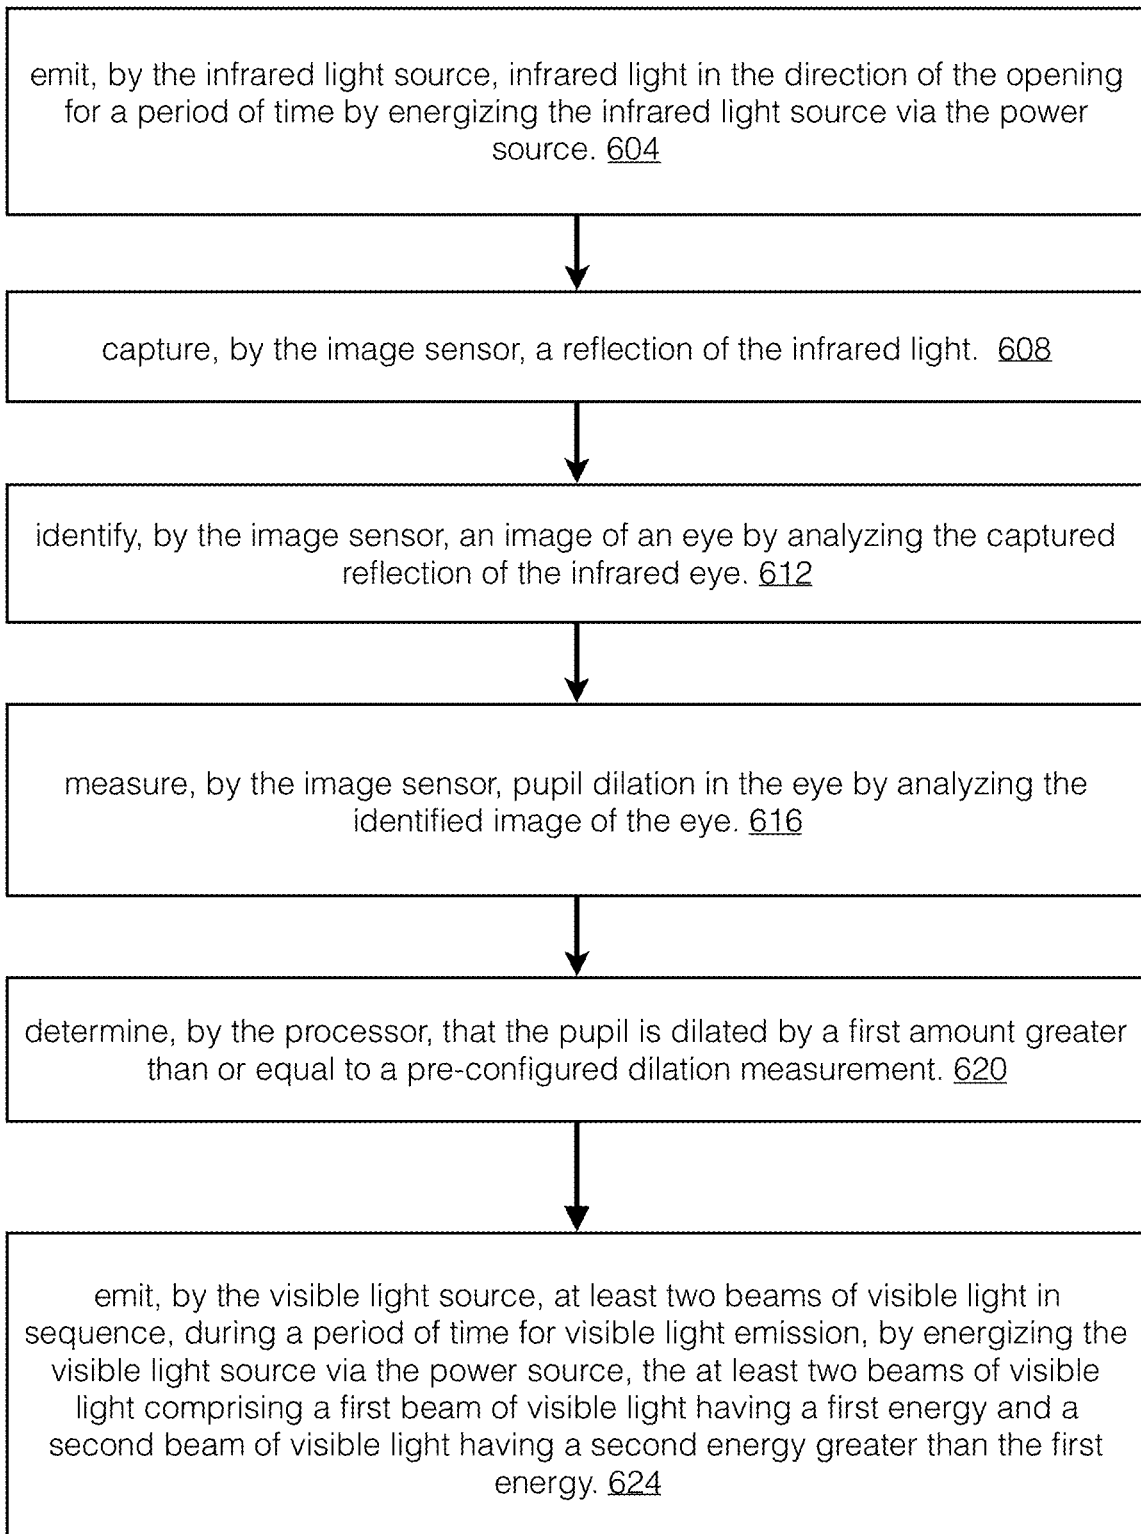 emit, by the infrared light source, infrared light in the direction of the opening
for a period of time by energizing the infrared light source via the power
source. 604
capture, by the image sensor, a reflection of the infrared light. 608
identify, by the image sensor, an image of an eye by analyzing the captured
reflection of the infrared eye. 612
measure, by the image sensor, pupil dilation in the eye by analyzing the
identified image of the eye. 616
determine, by the processor, that the pupil is dilated by a first amount greater
than or equal to a pre-configured dilation measurement. 620
emit, by the visible light source, at least two beams of visible light in
sequence, during a period of time for visible light emission, by energizing the
visible light source via the power source, the at least two beams of visible
light comprising a first beam of visible light having a first energy and a
second beam of visible light having a second energy greater than the first
energy. 624